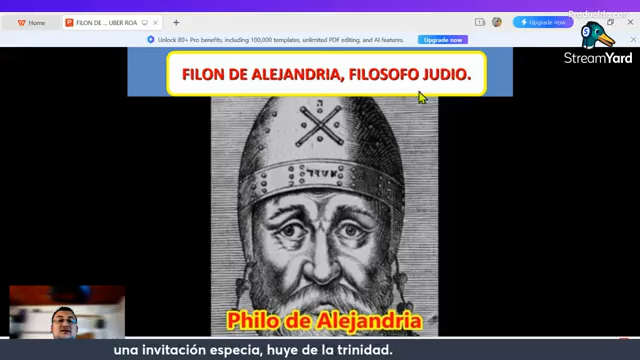 Producido con
Home
FILON DE ... UBER ROA
Upgrade now
Unlock 80+ Pro benefits, including 100,000 templates, unlimited PDF editing, and AI features.
Upgrade now
StreamYard
FILON DE ALEJANDRIA, FILOSOFO JUDIO.
Philo de Alejandria
una invitación especia, huye de la trinidad.